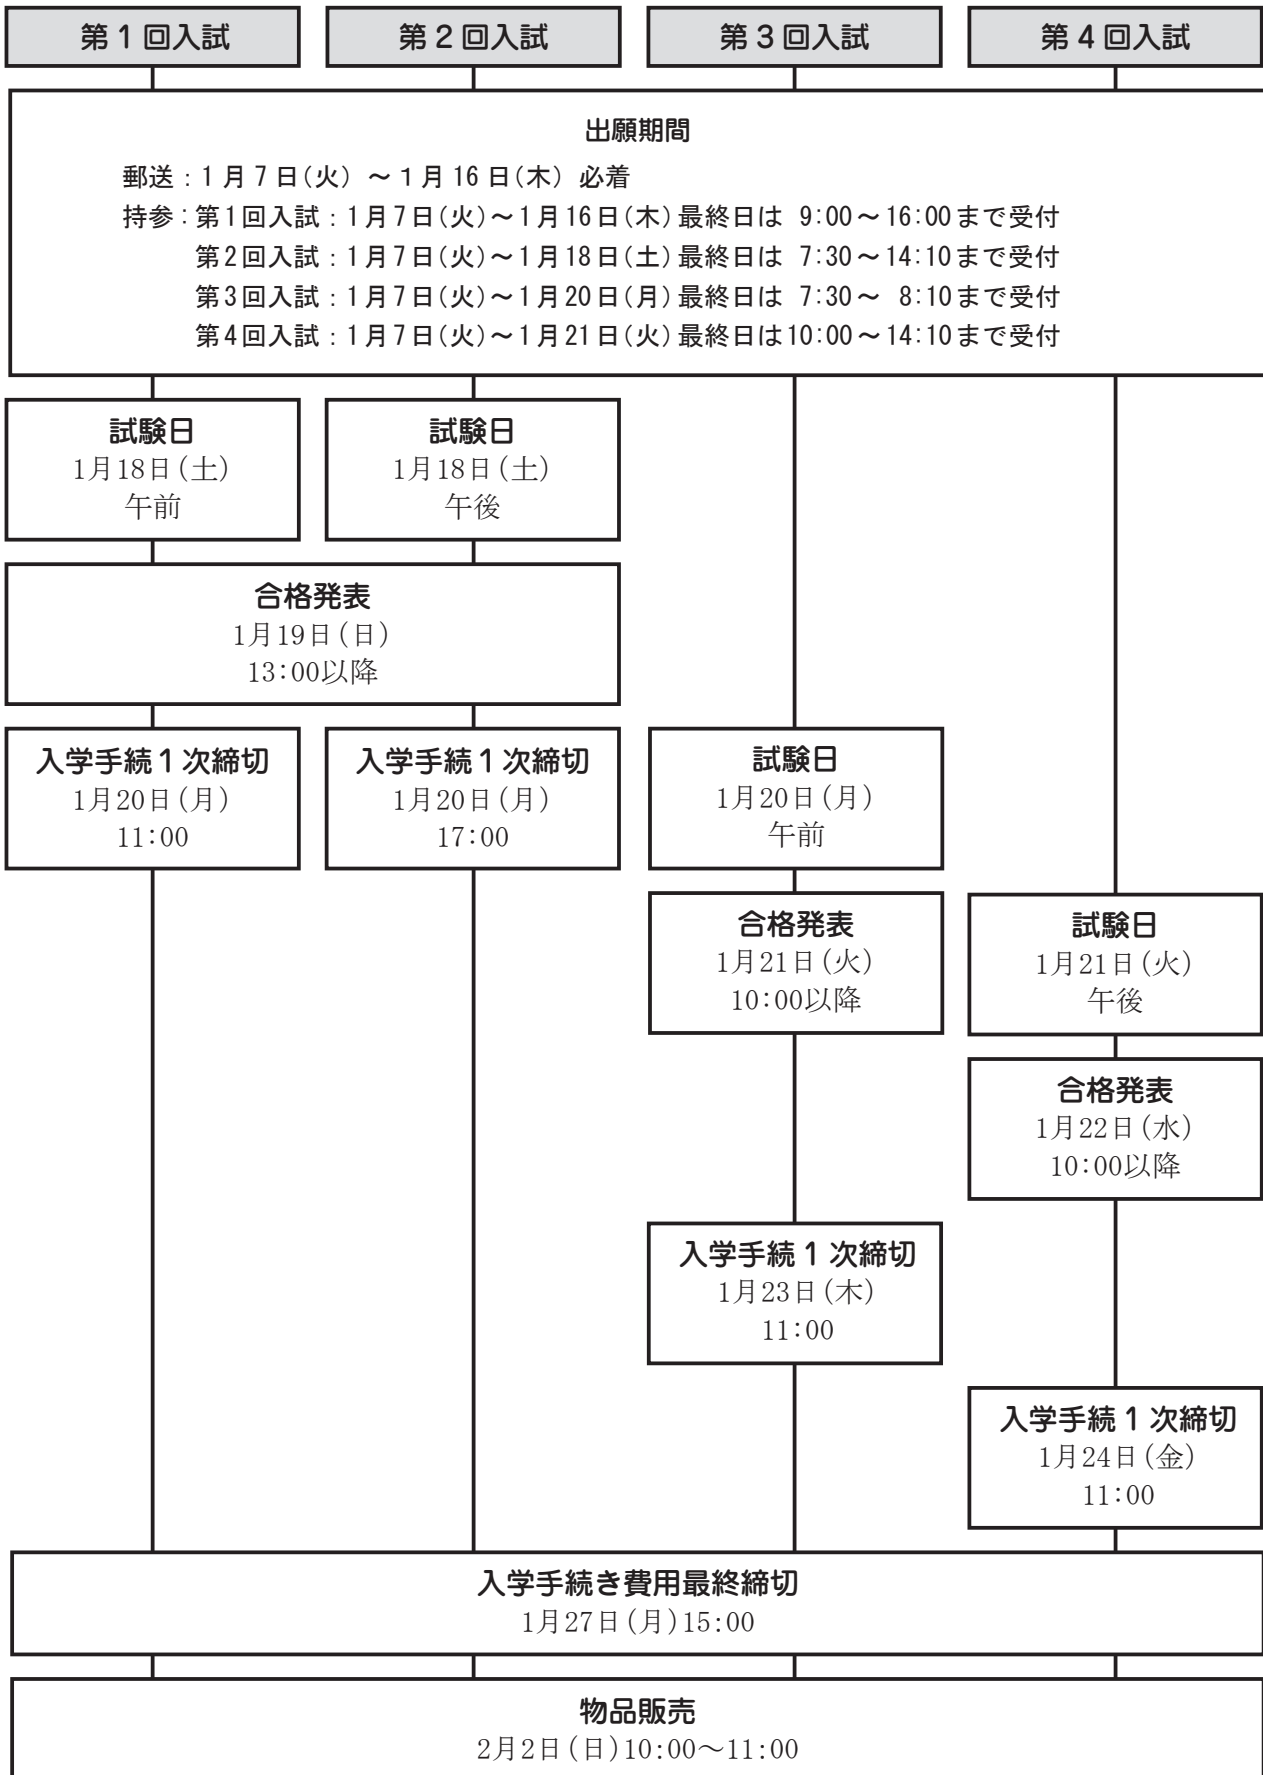 第1回入試
第2回入試
第3回入試
第4回入試
出願期間
郵送：1月7日(火) ～1月16日(木) 必着
持参：第1回入試：1月7日(火)～1月16日(木)最終日は 9:00～16:00まで受付
第2回入試：1月7日(火)～1月18日(土)最終日は 7:30～14:10まで受付
第3回入試：1月7日(火)～1月20日(月)最終日は 7:30～ 8:10まで受付
第4回入試：1月7日(火)～1月21日(火)最終日は10:00～14:10まで受付
試験日
1月18日(土)
午前
試験日
1月18日(土)
午後
合格発表
1月19日(日)
13:00以降
入学手続1次締切
1月20日(月)
11:00
入学手続1次締切
1月20日(月)
17:00
試験日
1月20日(月)
午前
合格発表
1月21日(火)
10:00以降
試験日
1月21日(火)
午後
合格発表
1月22日(水)
10:00以降
入学手続1次締切
1月23日(木)
11:00
入学手続1次締切
1月24日(金)
11:00
入学手続き費用最終締切
1月27日(月)15:00
物品販売
2月2日(日)10:00～11:00